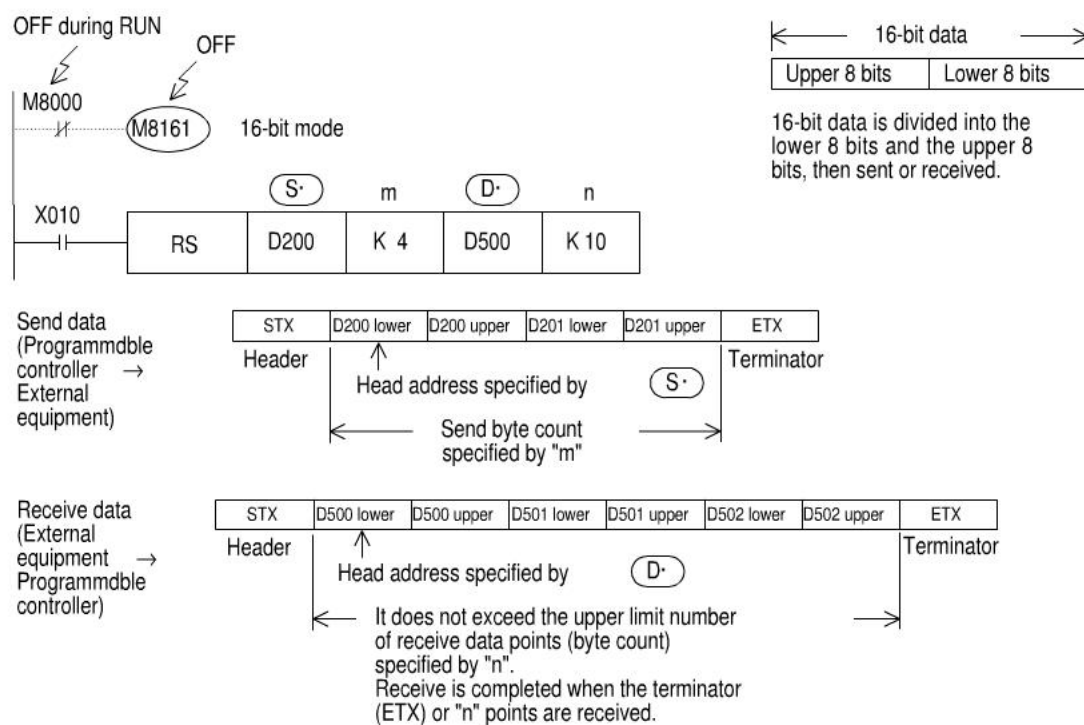 OFF during RUN
OFF
M8000
M8161
16-bit mode
16-bit data
Upper 8 bits
Lower 8 bits
16-bit data is divided into the
lower 8 bits and the upper 8
bits, then sent or received.
S·
m
D·
n
X010
RS
D200
K 4
D500
K 10
Send data
(Programmdble
controller →
External
equipment)
STX
D200 lower
D200 upper
D201 lower
D201 upper
ETX
Header
Terminator
Head address specified by
S·
Send byte count
specified by "m"
Receive data
(External
equipment →
Programmdble
controller)
STX
D500 lower
D500 upper
D501 lower
D501 upper
D502 lower
D502 upper
ETX
Header
Terminator
Head address specified by
D·
It does not exceed the upper limit number
of receive data points (byte count)
specified by "n".
Receive is completed when the terminator
(ETX) or "n" points are received.